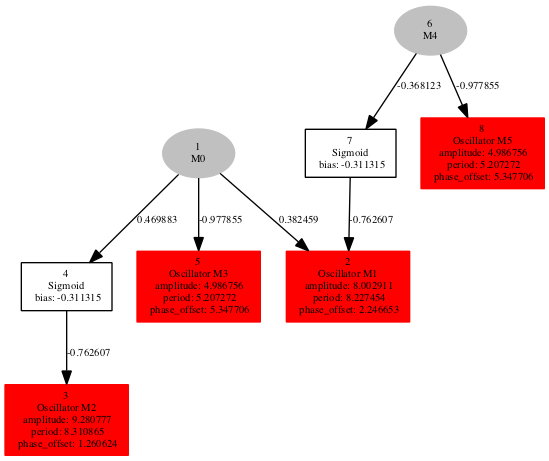 6
M4
-0.368123
-0.977855
8
Oscillator M5
amplitude: 4.986756
period: 5.207272
phase_offset: 5.347706
7
Sigmoid
bias: -0.311315
1
M0
0.469883
-0.977855
0.382459
-0.762607
4
Sigmoid
bias: -0.311315
5
Oscillator M3
amplitude: 4.986756
period: 5.207272
phase_offset: 5.347706
2
Oscillator M1
amplitude: 8.002911
period: 8.227454
phase_offset: 2.246653
-0.762607
3
Oscillator M2
amplitude: 9.280777
period: 8.310865
phase_offset: 1.260624